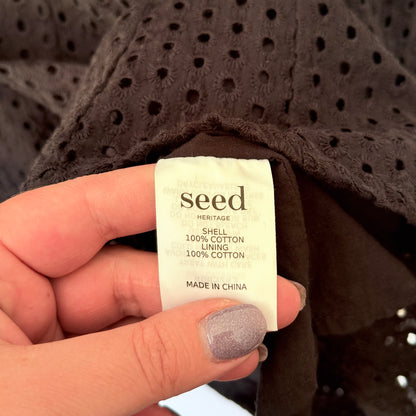 seed
HERITAGE
SHELL
100% COTTON
LINING
100% COTTON
MADE IN CHINA